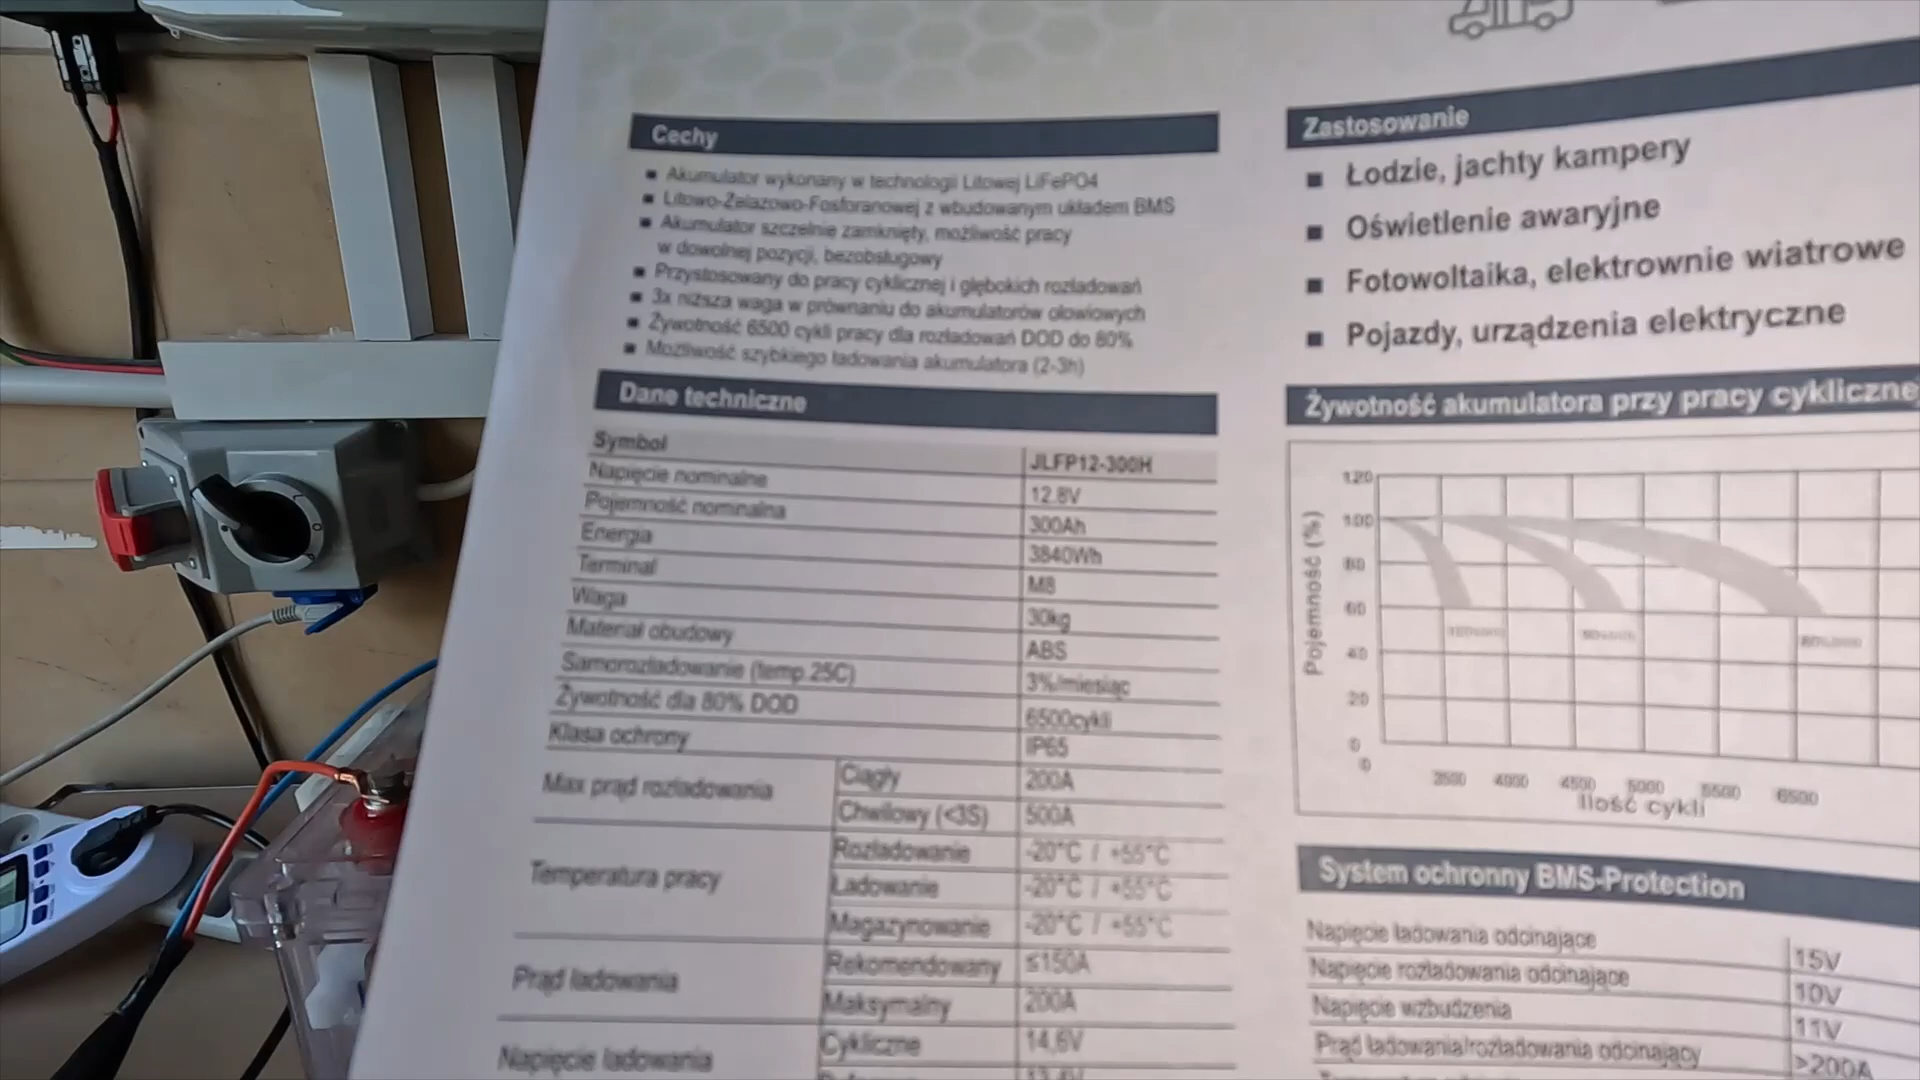 Cechy
▪ Akumulator wykonany w technologii Litowej LiFePO4
▪ Litowo-Żelazowo-Fosforanowej z wbudowanym układem BMS
▪ Akumulator szczelnie zamknięty, możliwość pracy
w dowolnej pozycji, bezobsługowy
▪ Przystosowany do pracy cyklicznej i głębokich rozładowań
▪ 3x niższa waga w prównaniu do akumulatorów ołowiowych
▪ Żywotność 6500 cykli pracy dla rozładowań DOD do 80%
▪ Możliwość szybkiego ładowania akumulatora (2-3h)
Dane techniczne
Symbol JLFP12-300H
Napięcie nominalne 12.8V
Pojemność nominalna 300Ah
Energia 3840Wh
Terminal M8
Waga 30kg
Materiał obudowy ABS
Samorozładowanie (temp.25C) 3%/miesiąc
Żywotność dla 80% DOD 6500cykli
Klasa ochrony IP65
Max prąd rozładowania Ciągły 200A
Chwilowy (<3S) 500A
Temperatura pracy Rozładowanie -20°C / +55°C
Ładowanie -20°C / +55°C
Magazynowanie -20°C / +55°C
Prąd ładowania Rekomendowany ≤150A
Maksymalny 200A
Napięcie ładowania Cykliczne 14,6V
Zastosowanie
▪ Łodzie, jachty kampery
▪ Oświetlenie awaryjne
▪ Fotowoltaika, elektrownie wiatrowe
▪ Pojazdy, urządzenia elektryczne
Żywotność akumulatora przy pracy cyklicznej
Pojemność (%)
120
100
80
60
40
20
0
0 3500 4000 4500 5000 5500 6500
Ilość cykli
System ochronny BMS-Protection
Napięcie ładowania odcinające 15V
Napięcie rozładowania odcinające 10V
Napięcie wzbudzenia 11V
Prąd ładowania/rozładowania odcinający >200A